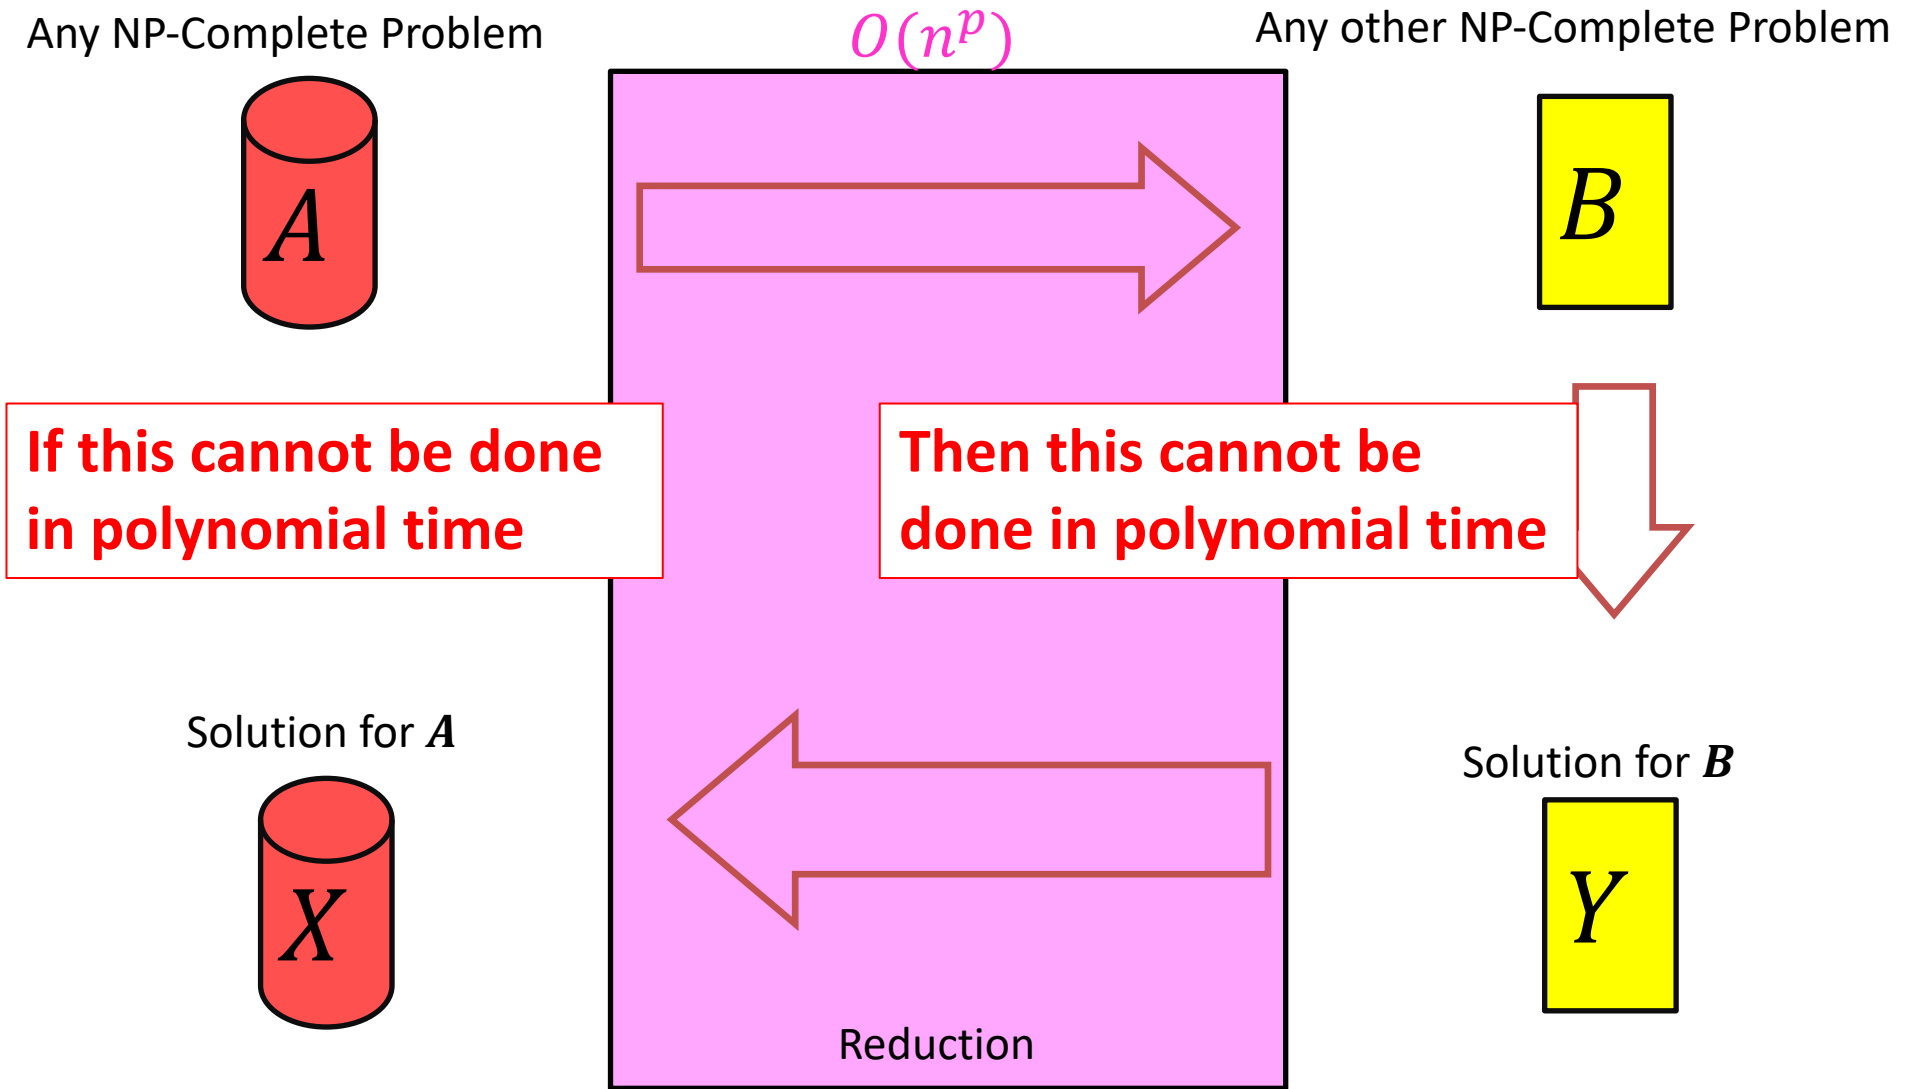 Any NP-Complete Problem
O(n^p)
Any other NP-Complete Problem
A
B
If this cannot be done
in polynomial time
Then this cannot be
done in polynomial time
Solution for A
Solution for B
X
Y
Reduction